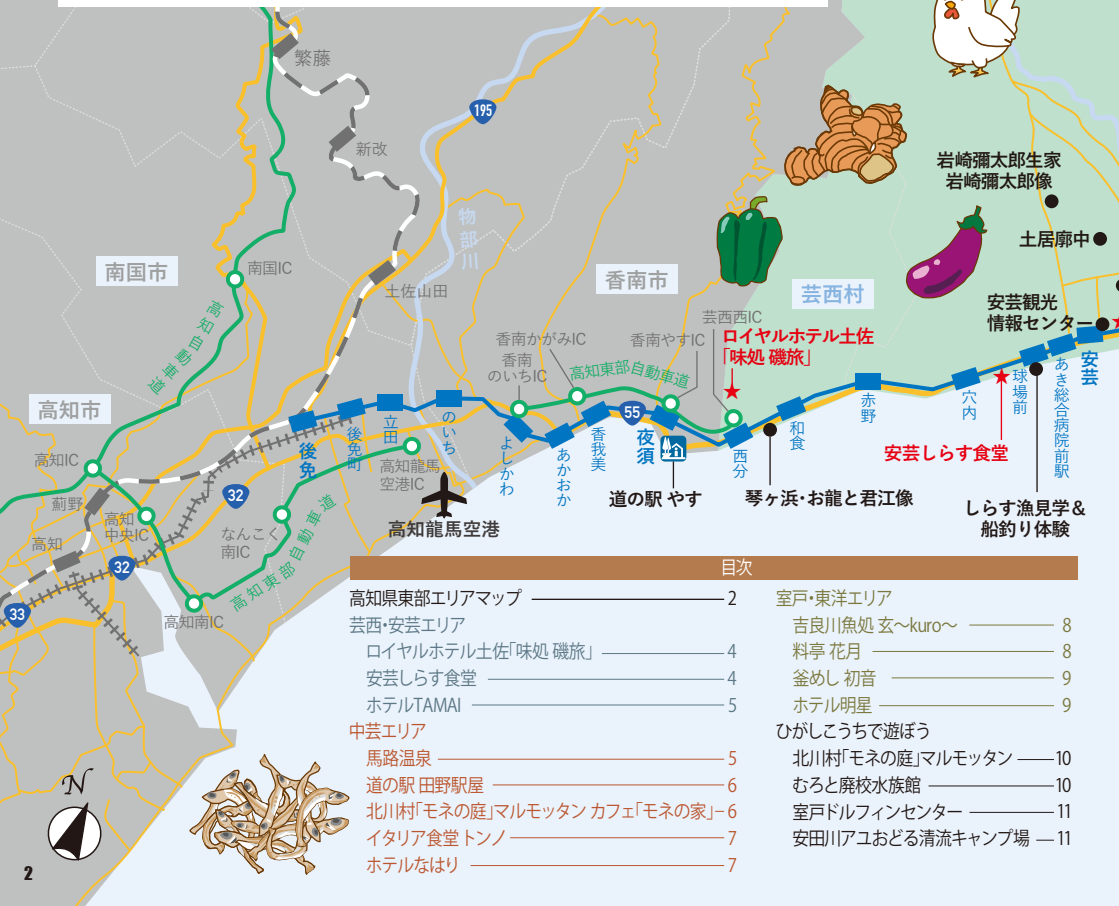 繁藤
195
新改
岩崎彌太郎生家
岩崎彌太郎像
物部川
土居廓中
南国市
南国IC
土佐山田
香南市
芸西村
安芸観光
情報センター
高知自動車道
芸西西IC
香南かがみIC
香南やすIC
ロイヤルホテル土佐
「味処 磯旅」
香南
のいちIC
高知東部自動車道
安芸
あき総合病院前
球場前
穴内
赤野
高知市
55
後免
後免町
立田
のいち
よしかわ
あかおか
香我美
夜須
西分
和食
安芸しらす食堂
高知IC
高知龍馬
空港IC
薊野
32
道の駅 やす
琴ヶ浜・お龍と君江像
しらす漁見学&
船釣り体験
高知
中央IC
なんこく
南IC
高知龍馬空港
高知
32
高知東部自動車道
33
高知南IC
目次
高知県東部エリアマップ 2
芸西・安芸エリア
ロイヤルホテル土佐「味処 磯旅」 4
安芸しらす食堂 4
ホテルTAMAI 5
中芸エリア
馬路温泉 5
道の駅 田野駅屋 6
北川村「モネの庭」マルモッタン カフェ「モネの家」 6
イタリア食堂 トンノ 7
ホテルなはり 7
室戸・東洋エリア
吉良川魚処 玄〜kuro〜 8
料亭 花月 8
釜めし 初音 9
ホテル明星 9
ひがしこうちで遊ぼう
北川村「モネの庭」マルモッタン 10
むろと廃校水族館 10
室戸ドルフィンセンター 11
安田川アユおどる清流キャンプ場 11
N
2